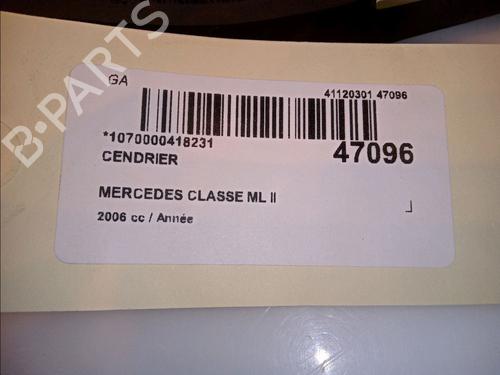 GA
41120301 47096
*1070000418231
47096
CENDRIER
MERCEDES CLASSE ML II
2006 cc / Année
B-PARTS